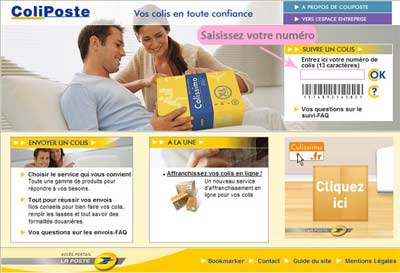 ColiPoste
Vos colis en toute confiance
A PROPOS DE COLIPOSTE
VERS L'ESPACE ENTREPRISE
Saisissez votre numéro
SUIVRE UN COLIS
Entrez ici votre numéro de
colis (13 caractères)
OK
?
Vos questions sur le
suivi-FAQ
Colissimo
ENVOYER UN COLIS
Choisir le service qui vous convient
Toute une gamme de produits pour
répondre à vos besoins.
Tout pour réussir vos envois
Nos conseils pour bien faire vos colis,
remplir les liasses et tout savoir des
formalités douanières.
Vos questions sur les envois-FAQ
A LA UNE
Affranchissez vos colis en ligne !
Un nouveau service
d'affranchissement en
ligne pour vos colis
Colissimo
.fr
Cliquez
ici
ACCÈS PORTAIL
LA POSTE
Bookmarker
Contact
Guide du site
Mentions Légales